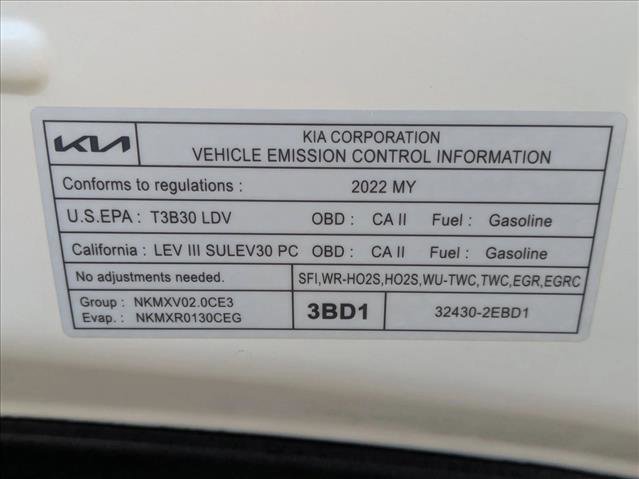 KIA
KIA CORPORATION
VEHICLE EMISSION CONTROL INFORMATION
Conforms to regulations : 2022 MY
U.S.EPA : T3B30 LDV OBD : CA II Fuel : Gasoline
California : LEV III SULEV30 PC OBD : CA II Fuel : Gasoline
No adjustments needed. SFI,WR-HO2S,HO2S,WU-TWC,TWC,EGR,EGRC
Group : NKMXV02.0CE3
Evap. : NKMXR0130CEG
3BD1
32430-2EBD1